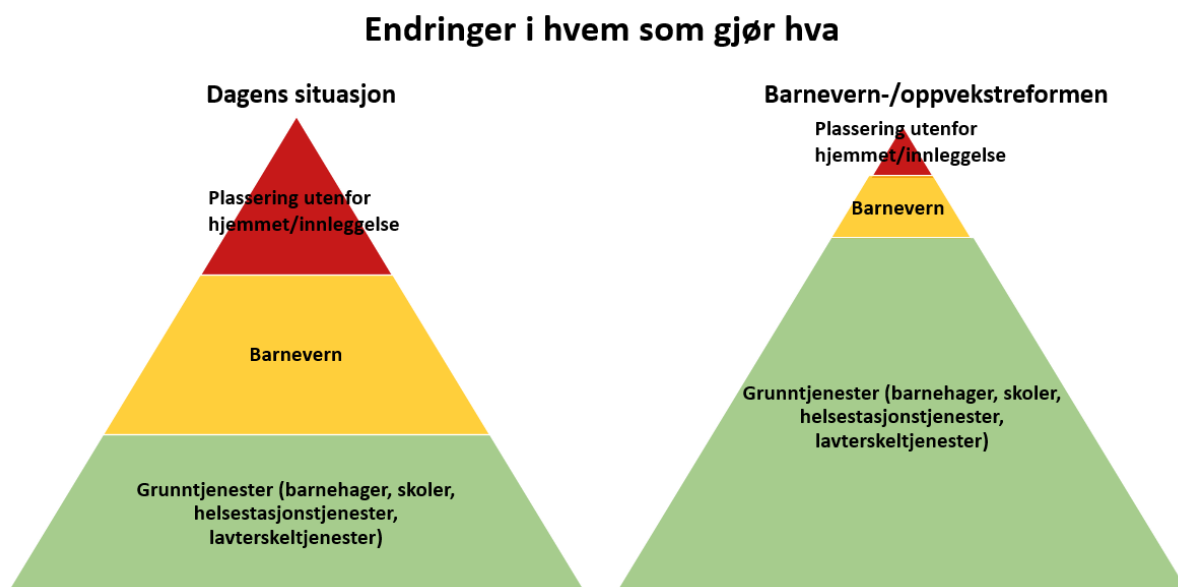 Endringer i hvem som gjør hva
Dagens situasjon
Plassering utenfor
hjemmet/innleggelse
Barnevern
Grunntjenester (barnehager, skoler,
helsestasjonstjenester,
lavterskeltjenester)
Barnevern-/oppvekstreformen
Plassering utenfor
hjemmet/innleggelse
Barnevern
Grunntjenester (barnehager, skoler,
helsestasjonstjenester,
lavterskeltjenester)